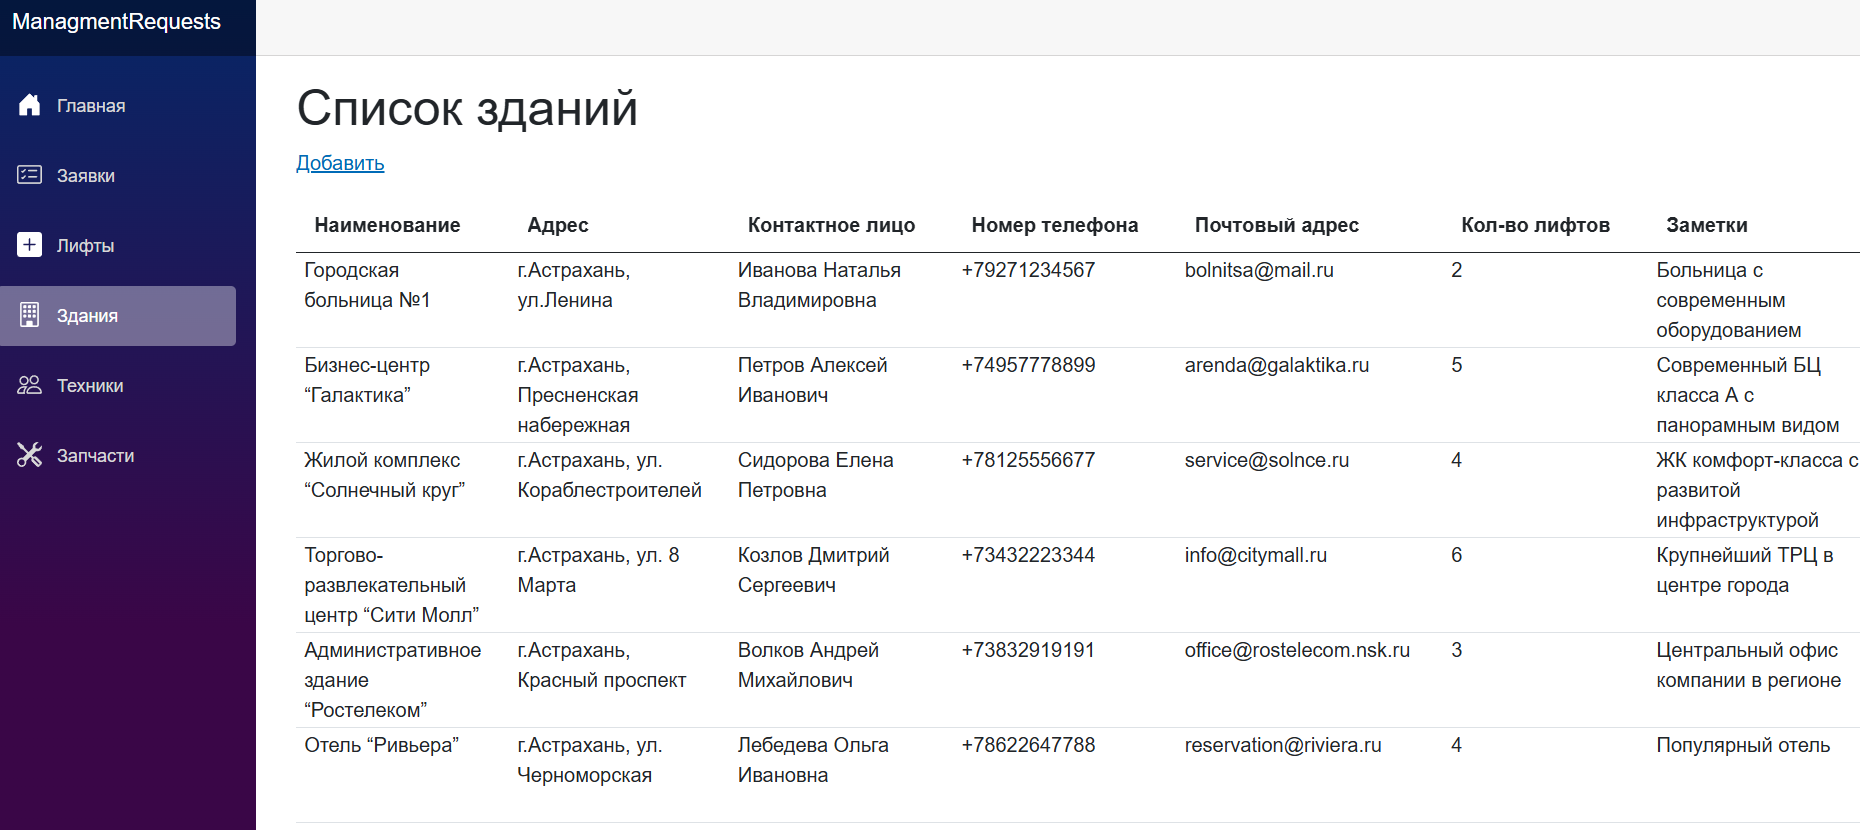 ManagmentRequests
Главная
Заявки
Лифты
Здания
Техники
Запчасти
Список зданий
Добавить
Наименование Адрес Контактное лицо Номер телефона Почтовый адрес Кол-во лифтов Заметки
Городская г.Астрахань, Иванова Наталья +79271234567 bolnitsa@mail.ru 2 Больница с
больница №1 ул.Ленина Владимировна современным
оборудованием
Бизнес-центр г.Астрахань, Петров Алексей +74957778899 arenda@galaktika.ru 5 Современный БЦ
“Галактика” Пресненская Иванович класса А с
набережная панорамным видом
Жилой комплекс г.Астрахань, ул. Сидорова Елена +78125556677 service@solnce.ru 4 ЖК комфорт-класса с
“Солнечный круг” Кораблестроителей Петровна развитой
инфраструктурой
Торгово- г.Астрахань, ул. 8 Козлов Дмитрий +73432223344 info@citymall.ru 6 Крупнейший ТРЦ в
развлекательный Марта Сергеевич центре города
центр “Сити Молл”
Административное г.Астрахань, Волков Андрей +73832919191 office@rostelecom.nsk.ru 3 Центральный офис
здание Красный проспект Михайлович компании в регионе
“Ростелеком”
Отель “Ривьера” г.Астрахань, ул. Лебедева Ольга +78622647788 reservation@riviera.ru 4 Популярный отель
Черноморская Ивановна